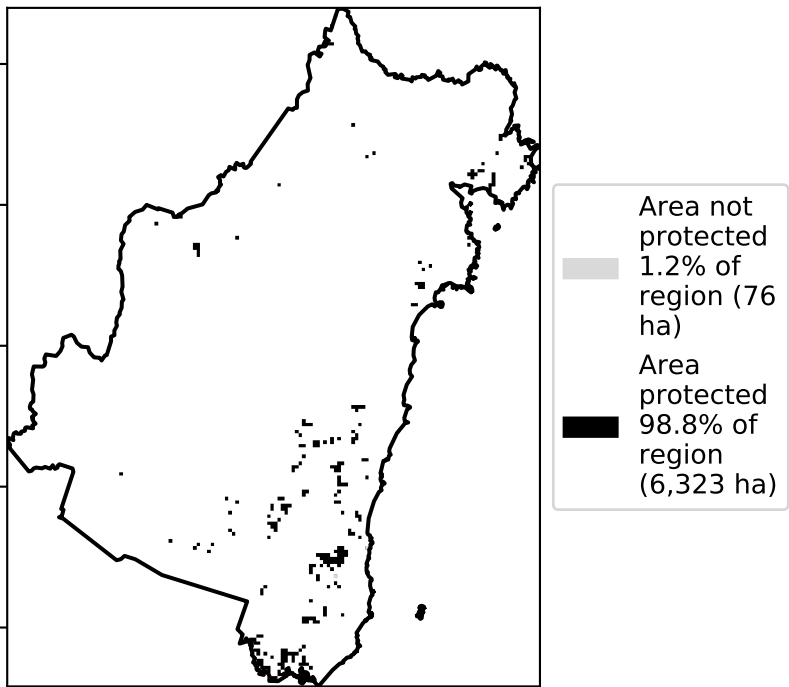 Area not
protected
1.2% of
region (76
ha)
Area
protected
98.8% of
region
(6,323 ha)